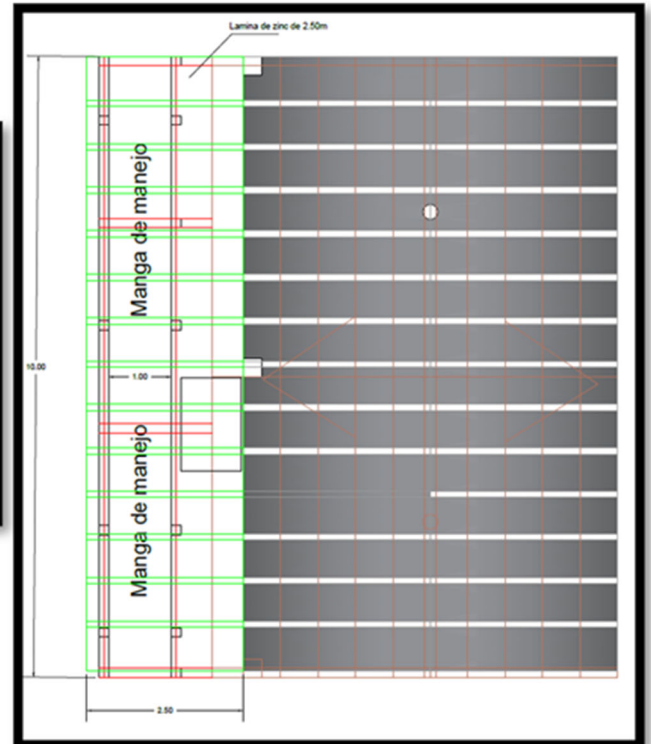 Lamina de zinc de 2.50m
Manga de manejo
10.00
1.00
Manga de manejo
2.50